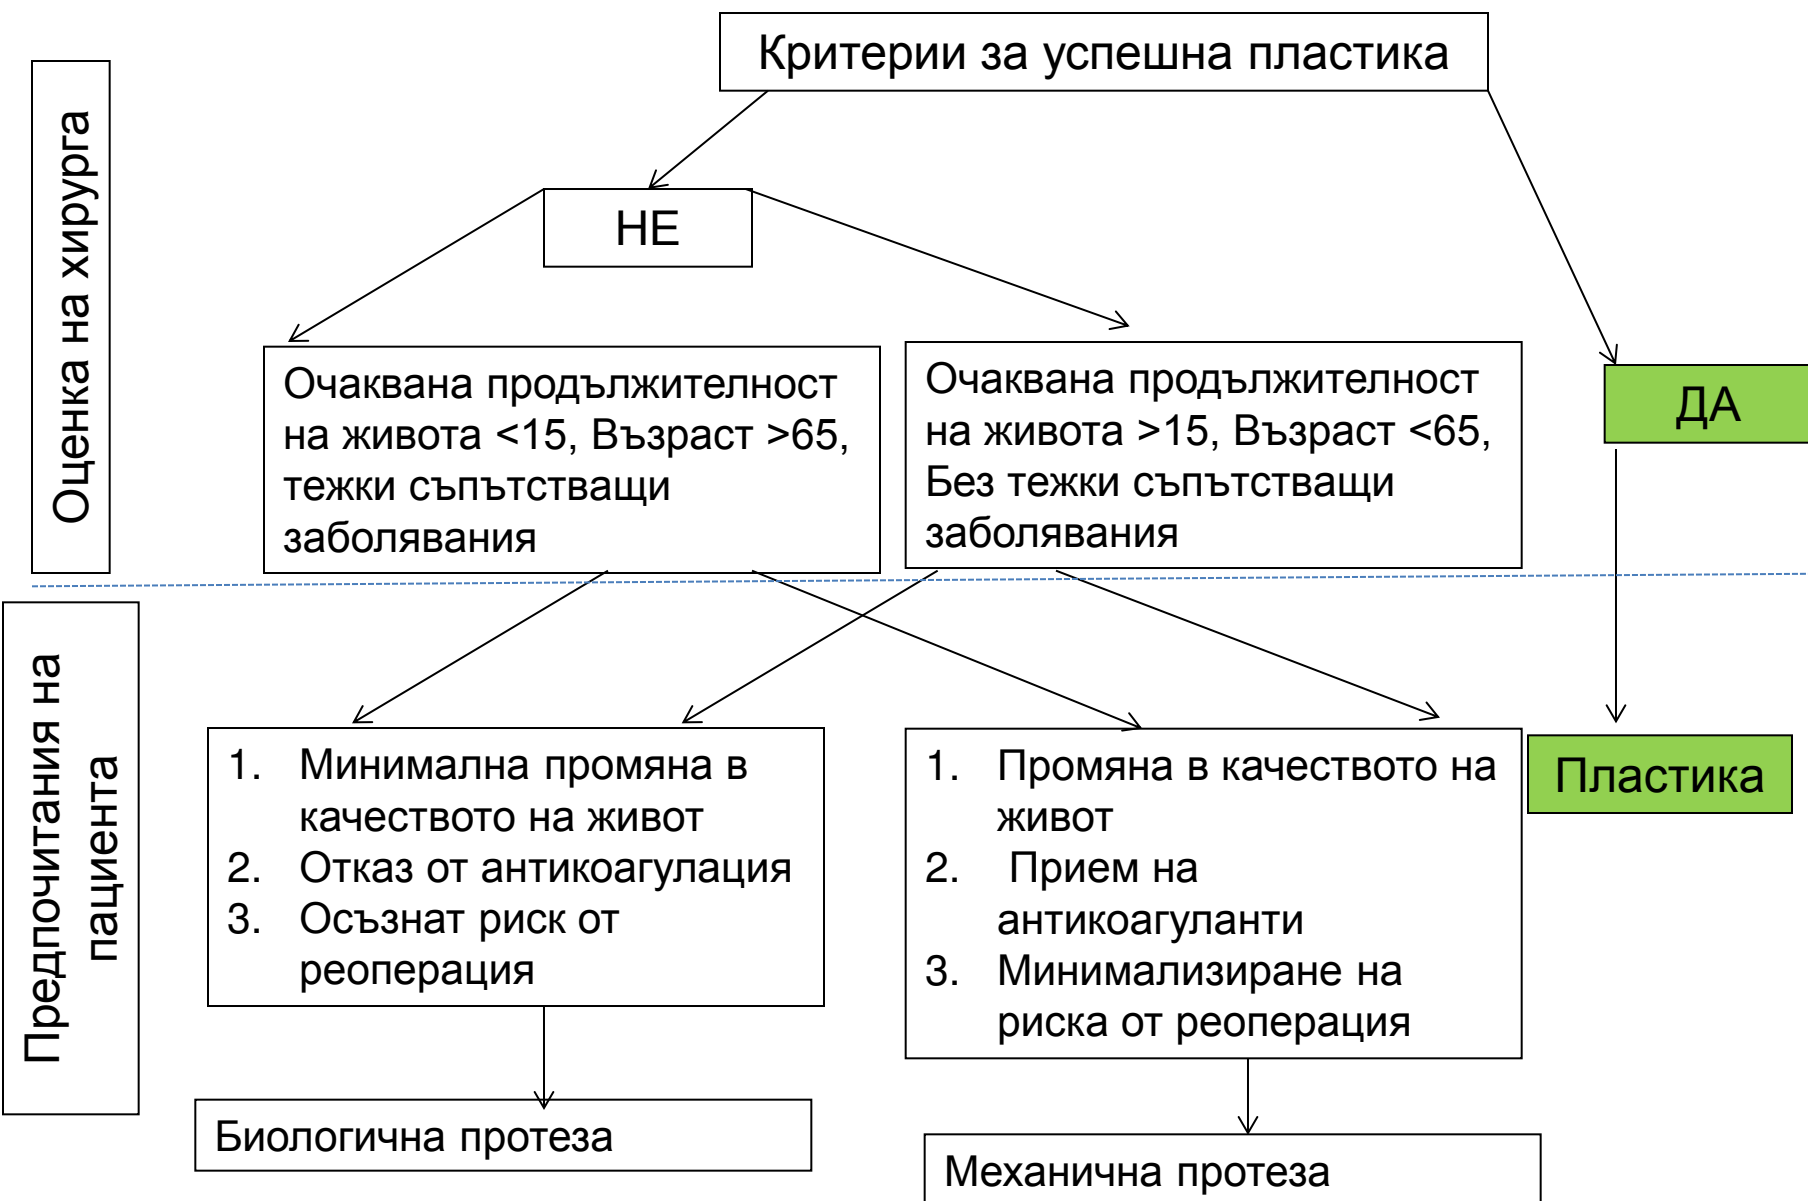 Критерии за успешна пластика
Оценка на хирурга
НЕ
Очаквана продължителност
на живота <15, Възраст >65,
тежки съпътстващи
заболявания
Очаквана продължителност
на живота >15, Възраст <65,
Без тежки съпътстващи
заболявания
ДА
Предпочитания на
пациента
1. Минимална промяна в
качеството на живот
2. Отказ от антикоагулация
3. Осъзнат риск от
реоперация
1. Промяна в качеството на
живот
2. Прием на
антикоагуланти
3. Минимализиране на
риска от реоперация
Пластика
Биологична протеза
Механична протеза